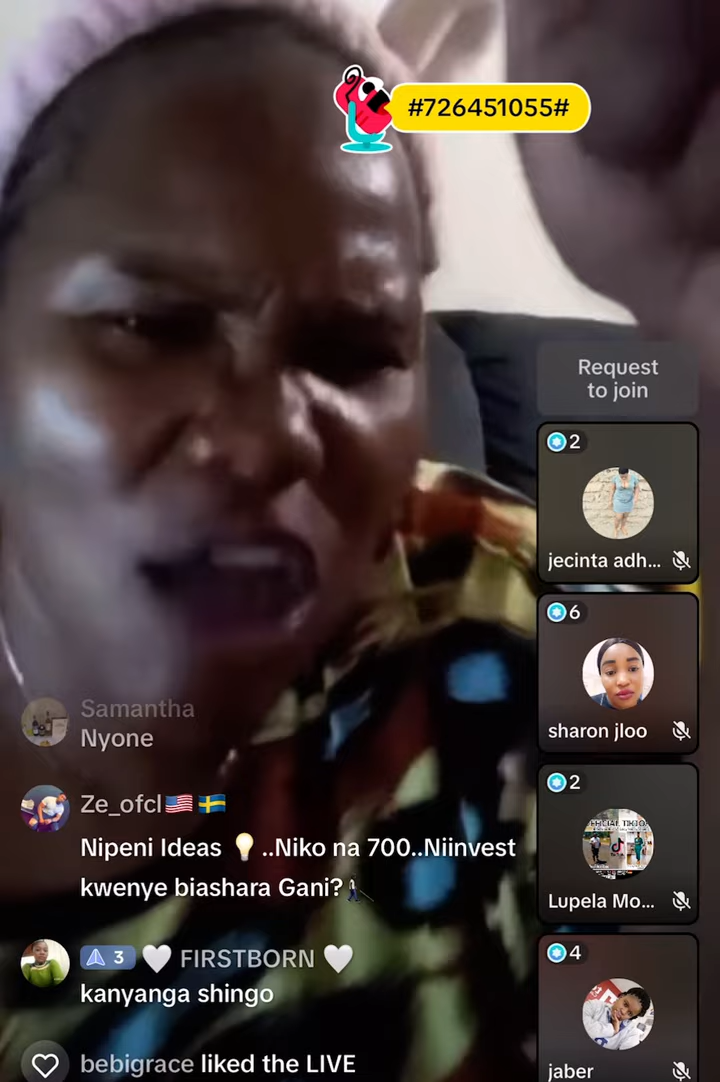 #726451055#
Request
to join
2
jecinta adh...
6
sharon jloo
2
Lupela Mo...
4
jaber
Samantha
Nyone
Ze_ofcl🇺🇸 🇸🇪
Nipeni Ideas 💡 ..Niko na 700..Niinvest
kwenye biashara Gani?👨‍🦯
3 🤍 FIRSTBORN 🤍
kanyanga shingo
bebigrace liked the LIVE